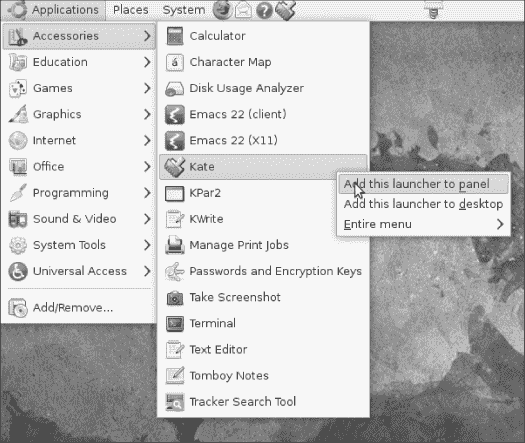 Applications Places System
Accessories
Education
Games
Graphics
Internet
Office
Programming
Sound & Video
System Tools
Universal Access
Add/Remove...
Calculator
Character Map
Disk Usage Analyzer
Emacs 22 (client)
Emacs 22 (X11)
Kate
KPar2
KWrite
Manage Print Jobs
Passwords and Encryption Keys
Take Screenshot
Terminal
Text Editor
Tomboy Notes
Tracker Search Tool
Add this launcher to panel
Add this launcher to desktop
Entire menu